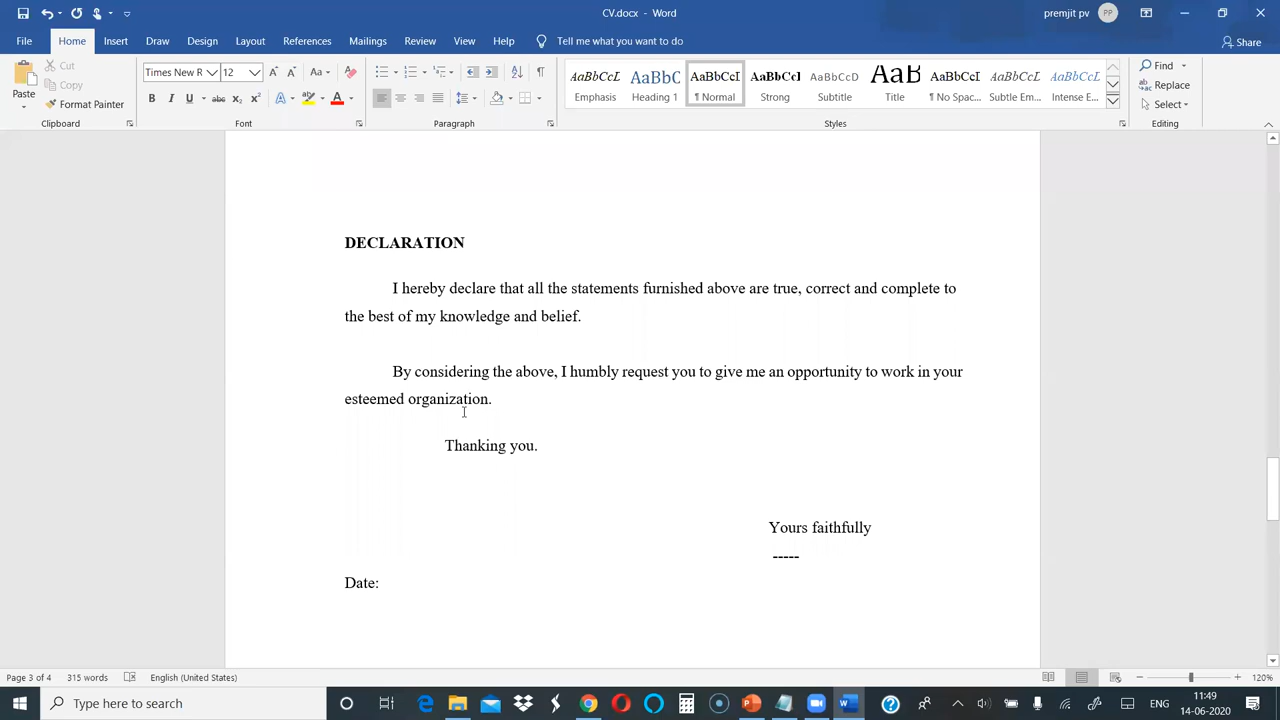 CV.docx - Word
premjit pv
PP
File Home Insert Draw Design Layout References Mailings Review View Help Tell me what you want to do
Share
Paste
Cut
Copy
Format Painter
Clipboard
Times New R 12
Aa
B I U abc x₂ x² A A
Font
Paragraph
AaBbCcL AaBbC AaBbCcI AaBbCcI AaBbCcD AaB AaBbCcI AaBbCcL AaBbCcL
Emphasis Heading 1 ¶ Normal Strong Subtitle Title ¶ No Spac... Subtle Em... Intense E...
Styles
Find
Replace
Select
Editing
DECLARATION
I hereby declare that all the statements furnished above are true, correct and complete to
the best of my knowledge and belief.
By considering the above, I humbly request you to give me an opportunity to work in your
esteemed organization.
Thanking you.
Yours faithfully
-----
Date:
Page 3 of 4 315 words English (United States)
120%
Type here to search
11:49
14-06-2020